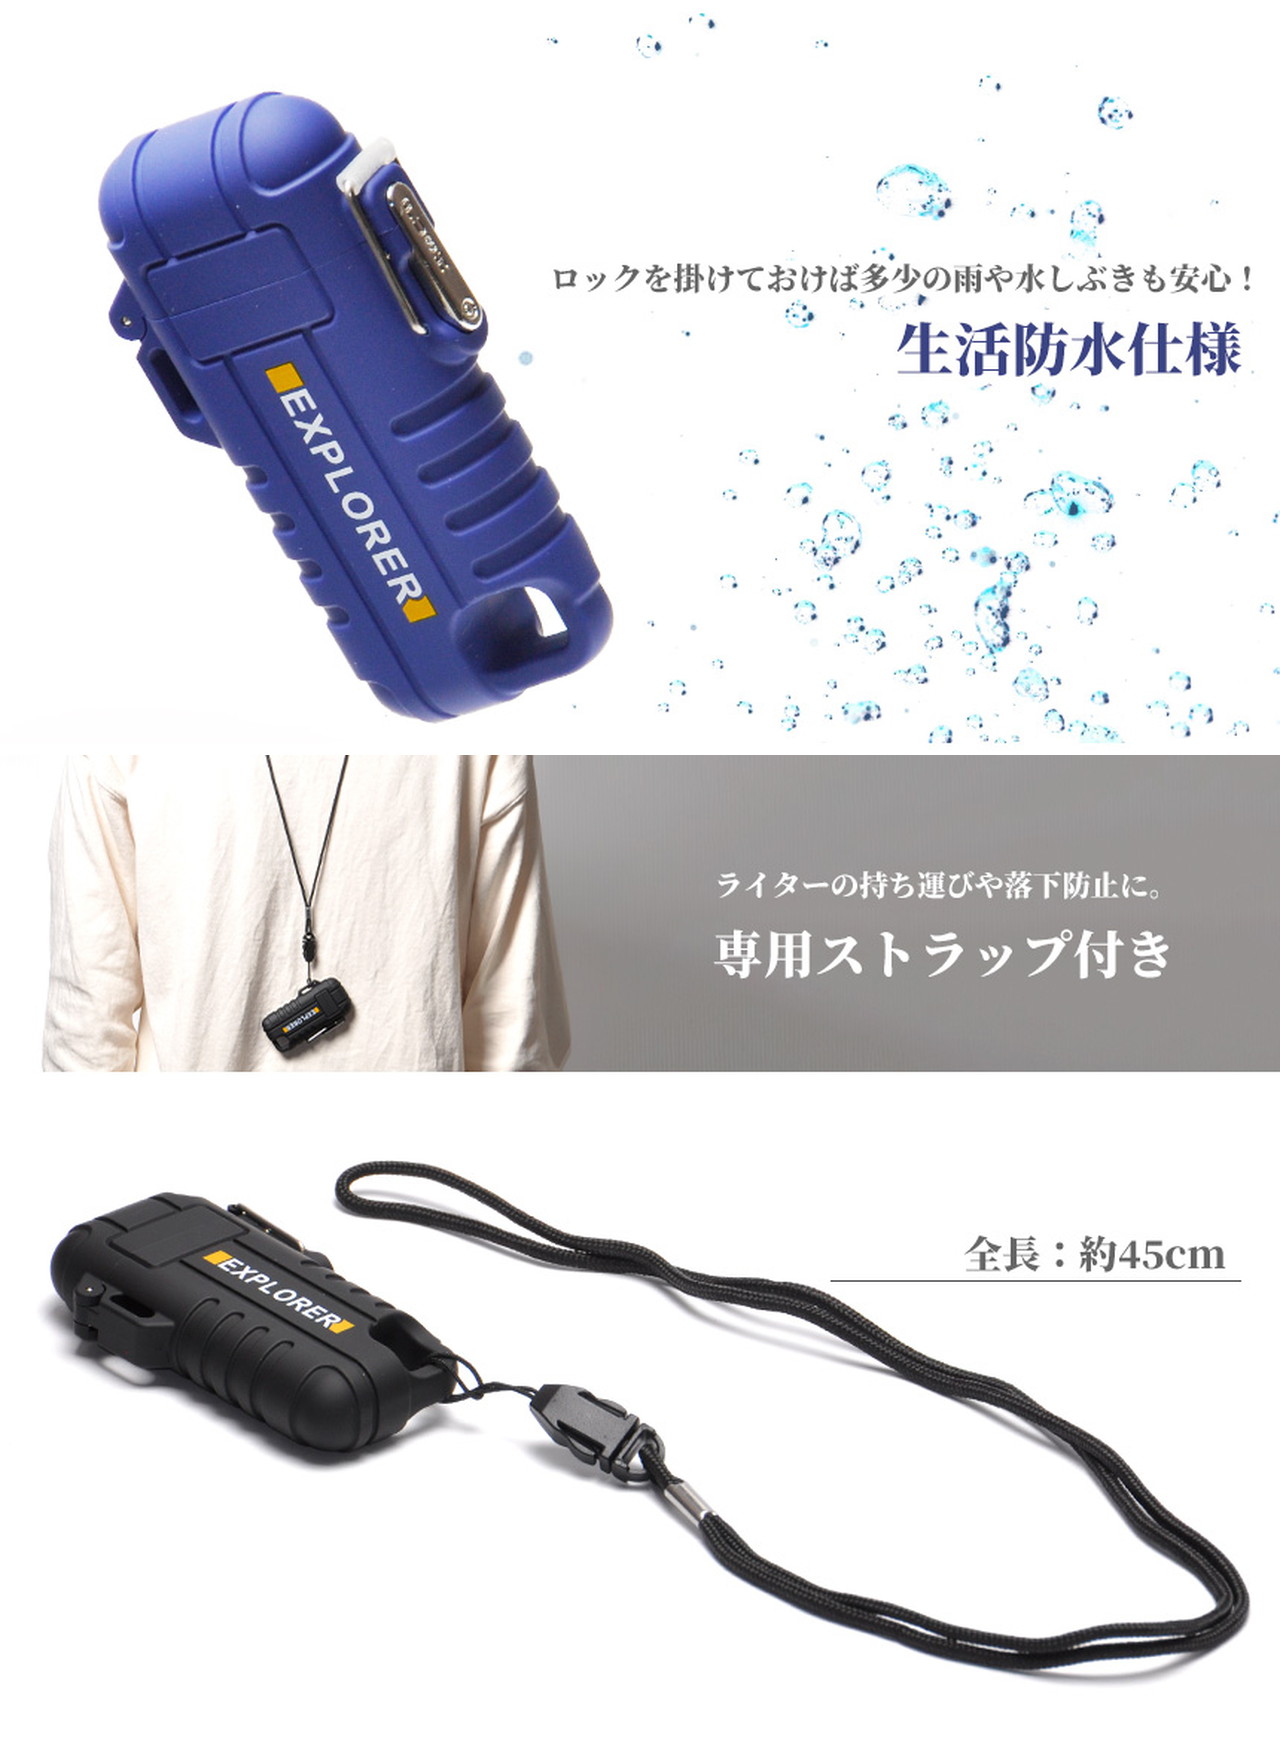 ロックを掛けておけば多少の雨や水しぶきも安心！
生活防水仕様
EXPLORER
ライターの持ち運びや落下防止に。
専用ストラップ付き
EXPLORER
全長：約45cm
EXPLORER